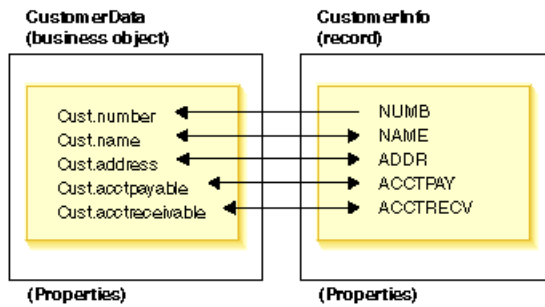 CustomerData
(business object)
Cust.number
Cust.name
Cust.address
Cust.acctpayable
Cust.acctreceivable
(Properties)
CustomerInfo
(record)
NUMB
NAME
ADDR
ACCTPAY
ACCTRECV
(Properties)